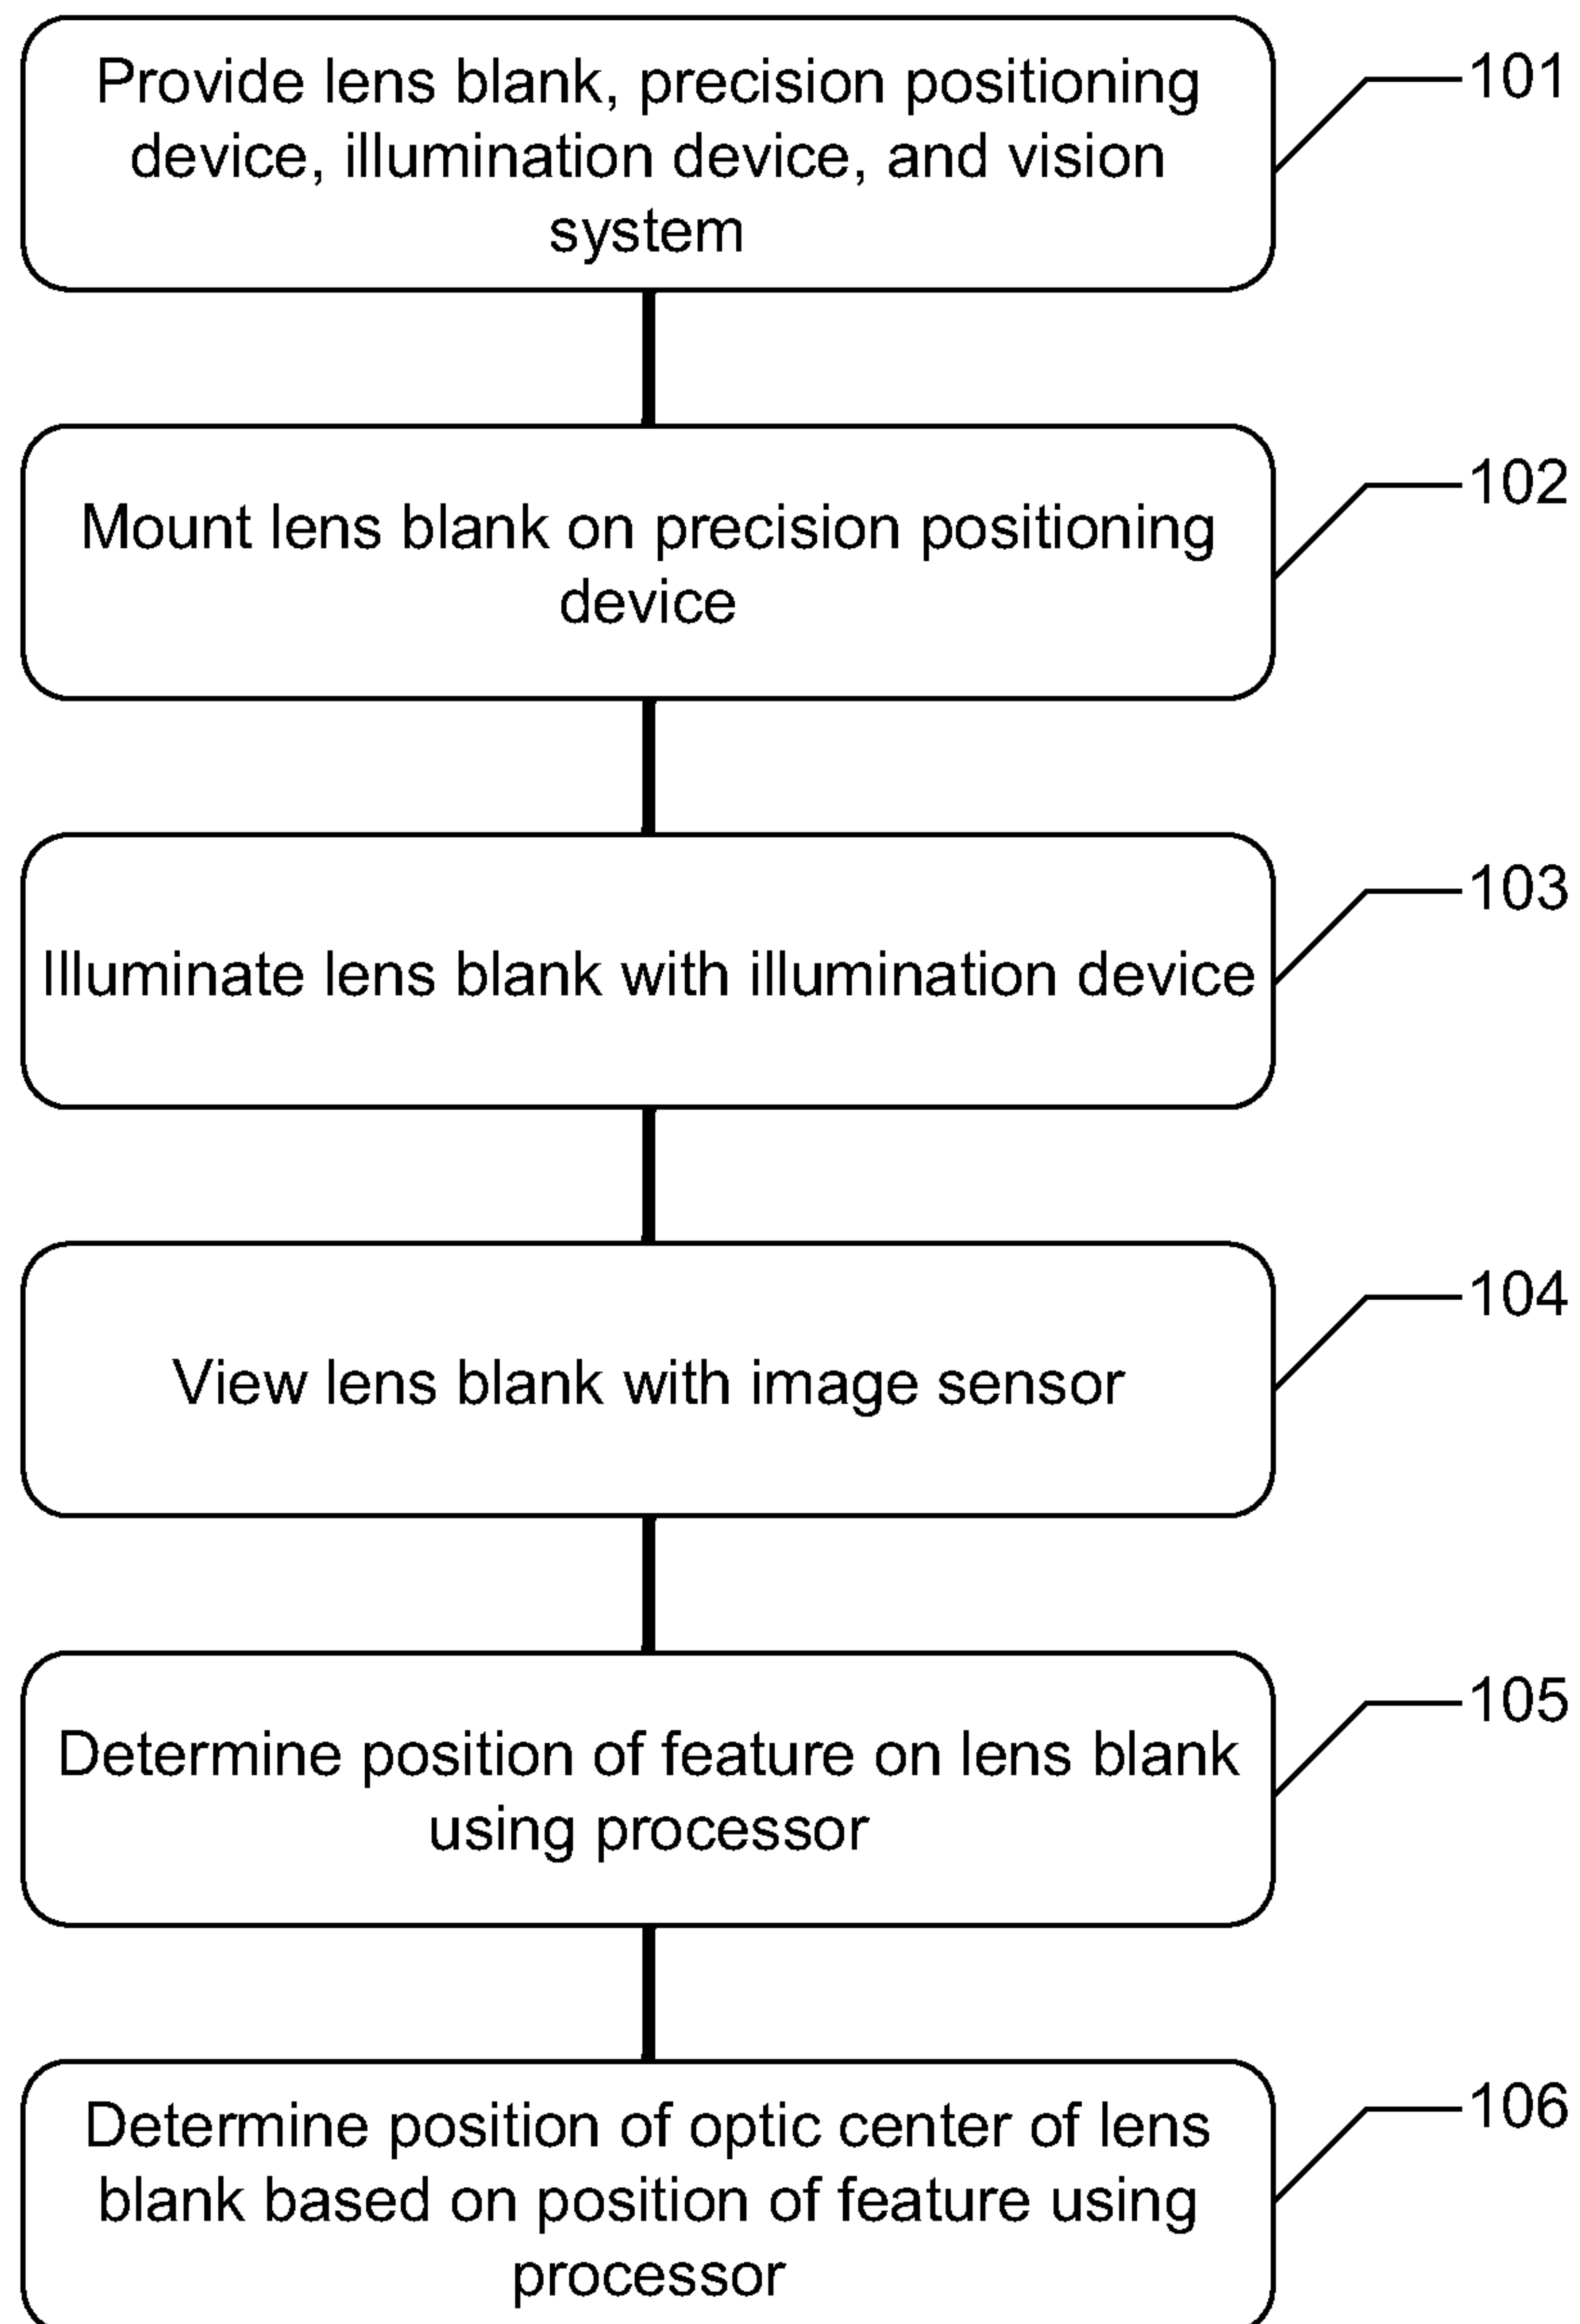 Provide lens blank, precision positioning
device, illumination device, and vision
system
101
Mount lens blank on precision positioning
device
102
Illuminate lens blank with illumination device
103
View lens blank with image sensor
104
Determine position of feature on lens blank
using processor
105
Determine position of optic center of lens
blank based on position of feature using
processor
106